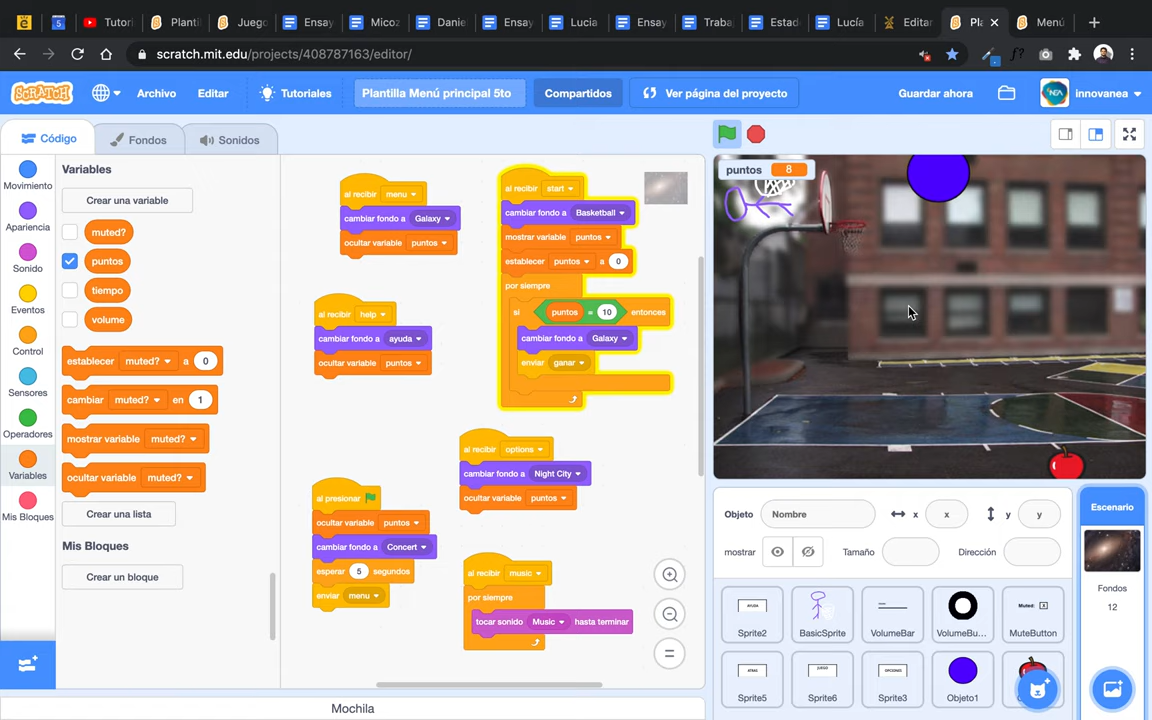 Tutori
Plantil
Juego
Ensay
Micoz
Danie
Ensay
Lucia
Ensay
Traba
Estad
Lucía
Editar
Pla
Menú
scratch.mit.edu/projects/408787163/editor/
SCRATCH
Archivo
Editar
Tutoriales
Plantilla Menú principal 5to
Compartidos
Ver página del proyecto
Guardar ahora
innovanea
Código
Fondos
Sonidos
Movimiento
Apariencia
Sonido
Eventos
Control
Sensores
Operadores
Variables
Mis Bloques
Variables
Crear una variable
muted?
puntos
tiempo
volume
establecer muted? a 0
cambiar muted? en 1
mostrar variable muted?
ocultar variable muted?
Crear una lista
Mis Bloques
Crear un bloque
al recibir menu
cambiar fondo a Galaxy
ocultar variable puntos
al recibir help
cambiar fondo a ayuda
ocultar variable puntos
al presionar
ocultar variable puntos
cambiar fondo a Concert
esperar 5 segundos
enviar menu
al recibir start
cambiar fondo a Basketball
mostrar variable puntos
establecer puntos a 0
por siempre
si puntos = 10 entonces
cambiar fondo a Galaxy
enviar ganar
al recibir options
cambiar fondo a Night City
ocultar variable puntos
al recibir music
por siempre
tocar sonido Music hasta terminar
Mochila
puntos 8
Objeto
Nombre
x
x
y
y
mostrar
Tamaño
Dirección
AYUDA
Sprite2
BasicSprite
VolumeBar
VolumeBu...
Muted: X
MuteButton
ATRAS
Sprite5
JUEGO
Sprite6
OPCIONES
Sprite3
Objeto1
Escenario
Fondos
12